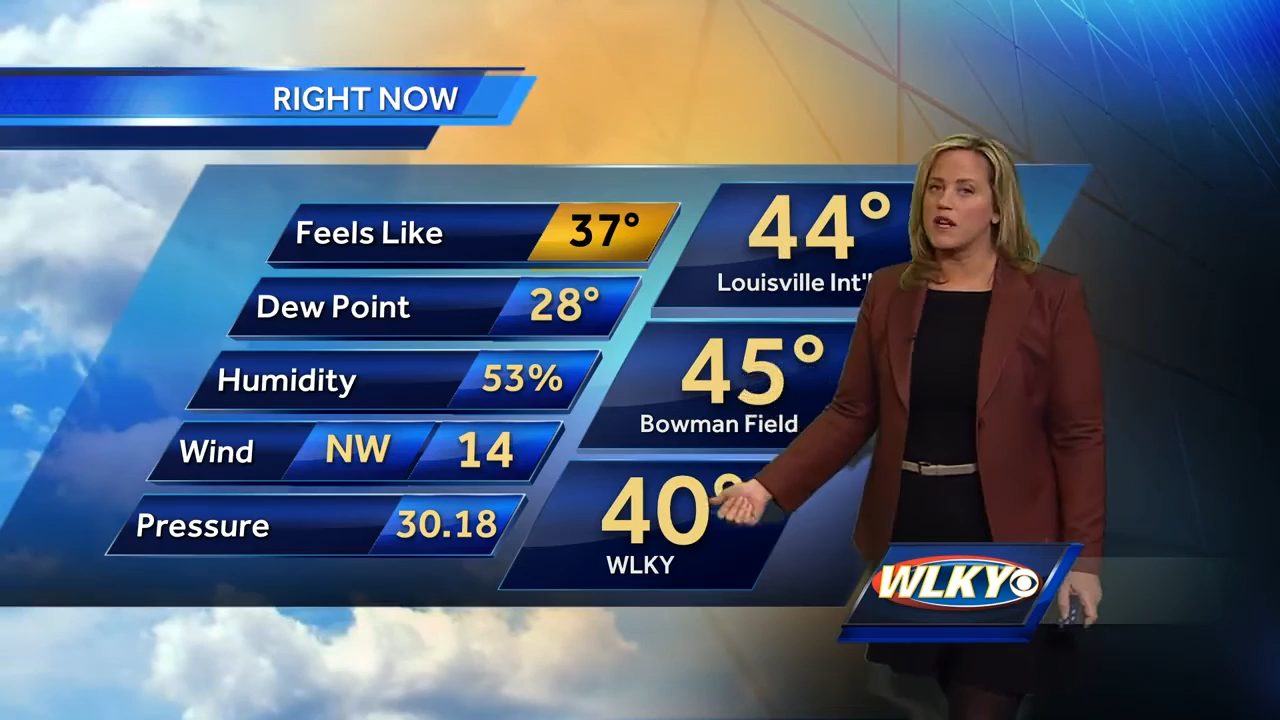 RIGHT NOW
Feels Like 37°
Dew Point 28°
Humidity 53%
Wind NW 14
Pressure 30.18
44°
Louisville Int'l
45°
Bowman Field
40°
WLKY
WLKY